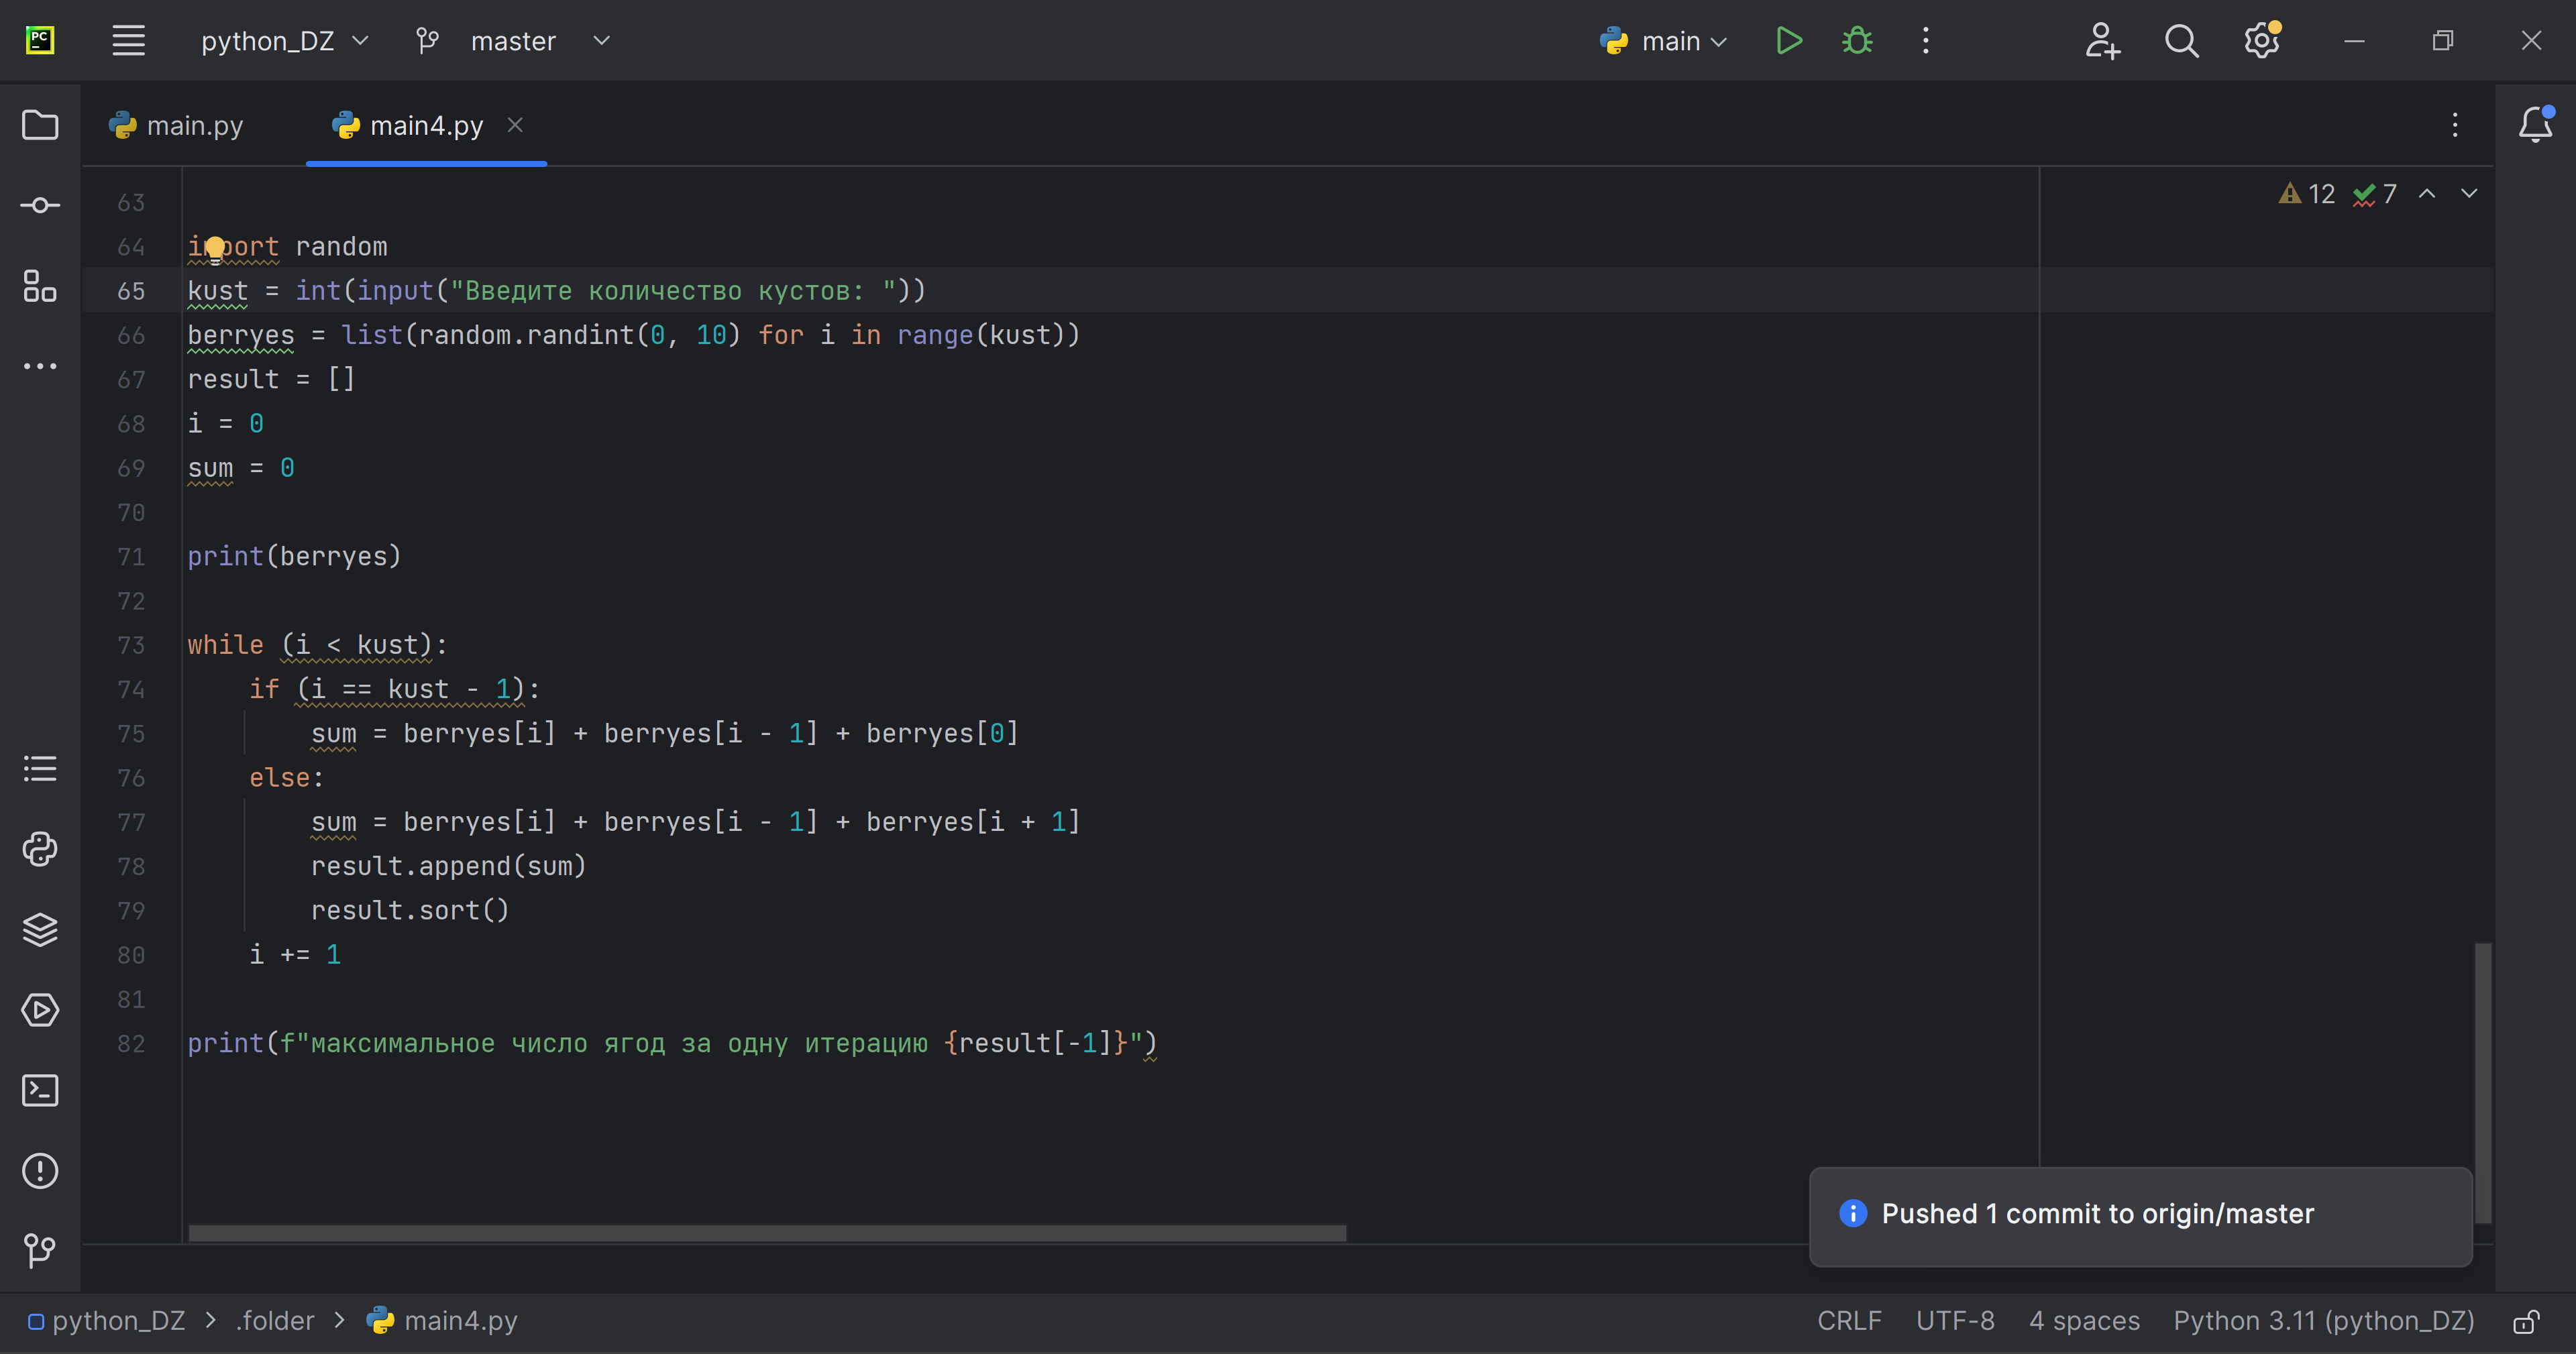 PC
python_DZ
master
main
main.py
main4.py
12
7
63
64 import random
65 kust = int(input("Введите количество кустов: "))
66 berryes = list(random.randint(0, 10) for i in range(kust))
67 result = []
68 i = 0
69 sum = 0
70
71 print(berryes)
72
73 while (i < kust):
74     if (i == kust - 1):
75         sum = berryes[i] + berryes[i - 1] + berryes[0]
76     else:
77         sum = berryes[i] + berryes[i - 1] + berryes[i + 1]
78         result.append(sum)
79         result.sort()
80     i += 1
81
82 print(f"максимальное число ягод за одну итерацию {result[-1]}")
Pushed 1 commit to origin/master
python_DZ > .folder > main4.py
CRLF UTF-8 4 spaces Python 3.11 (python_DZ)